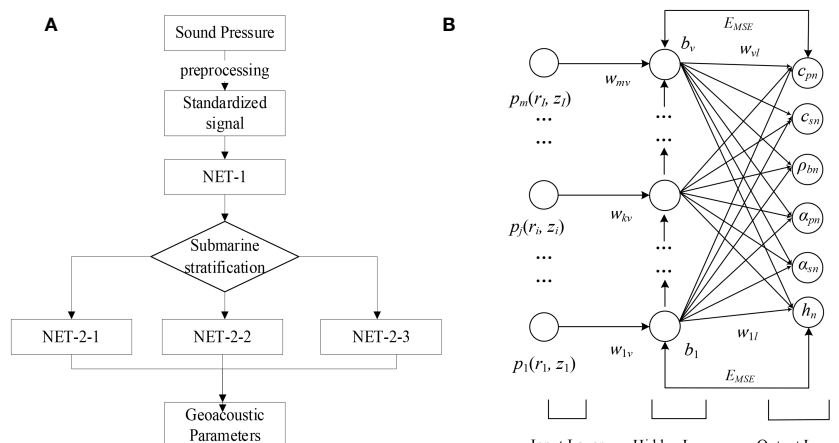 A
Sound Pressure
preprocessing
Standardized
signal
NET-1
Submarine
stratification
NET-2-1
NET-2-2
NET-2-3
Geoacoustic
Parameters
B
E_MSE
b_v
w_vl
c_pn
w_mv
p_m(r_I, z_I)
...
...
...
...
c_sn
ρ_bn
w_kv
p_j(r_i, z_i)
α_pn
...
...
...
...
α_sn
h_n
w_1v
b_1
w_1l
p_1(r_1, z_1)
E_MSE